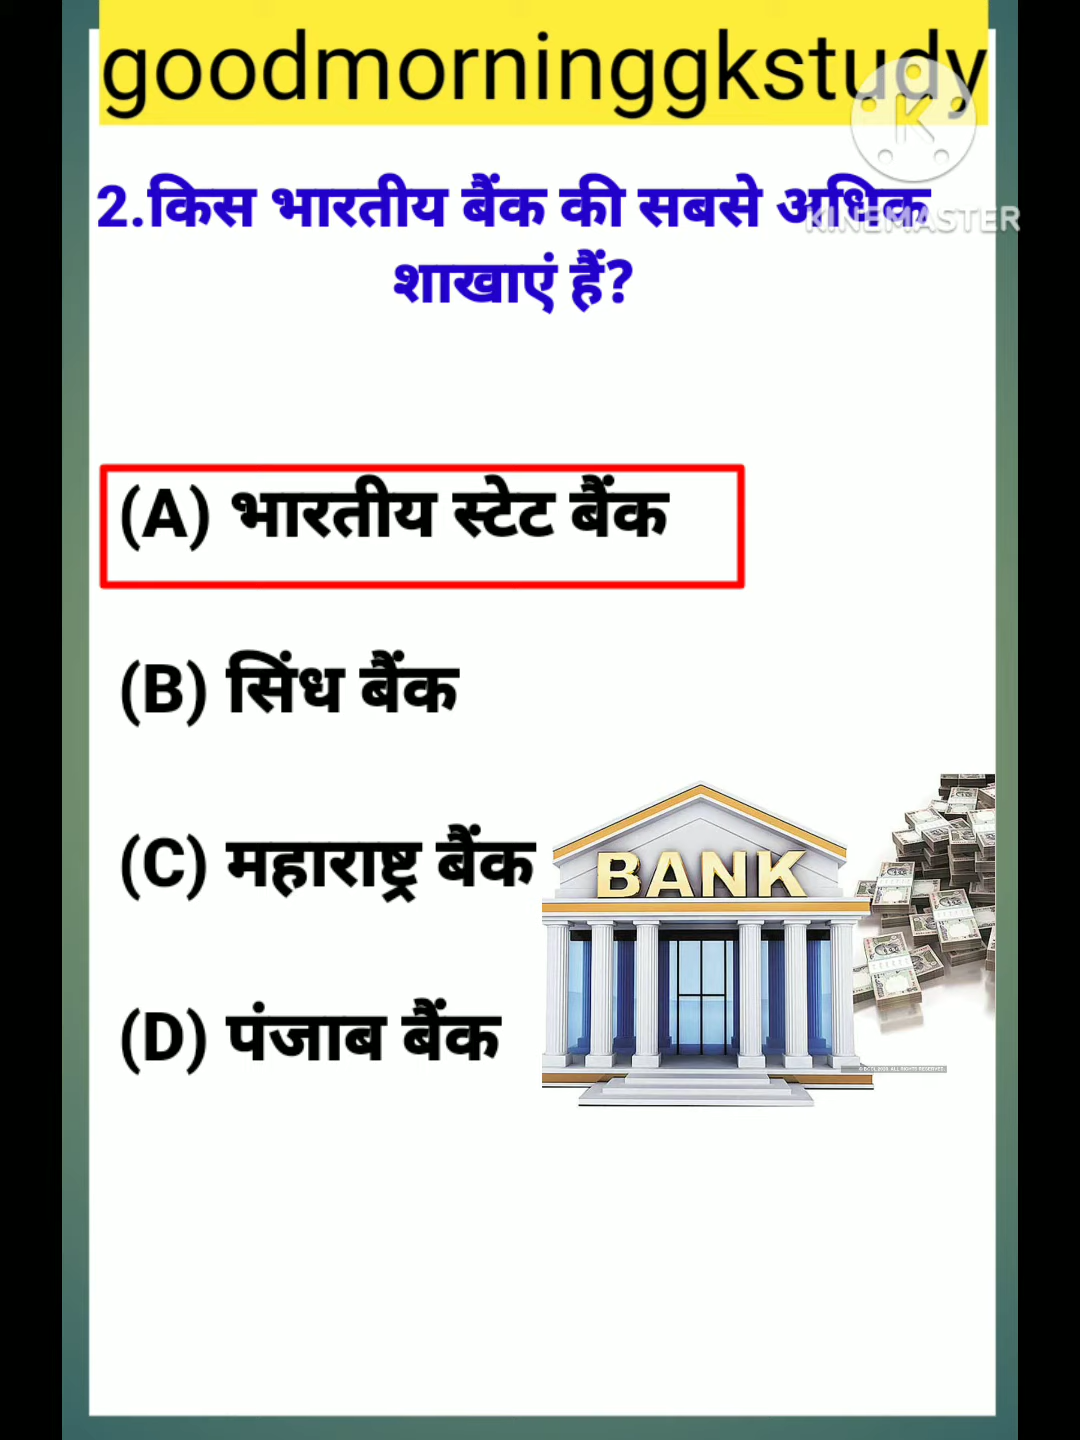 goodmorninggkstudy
KINEMASTER
2.किस भारतीय बैंक की सबसे अधिक
शाखाएं हैं?
(A) भारतीय स्टेट बैंक
(B) सिंध बैंक
(C) महाराष्ट्र बैंक
(D) पंजाब बैंक
BANK